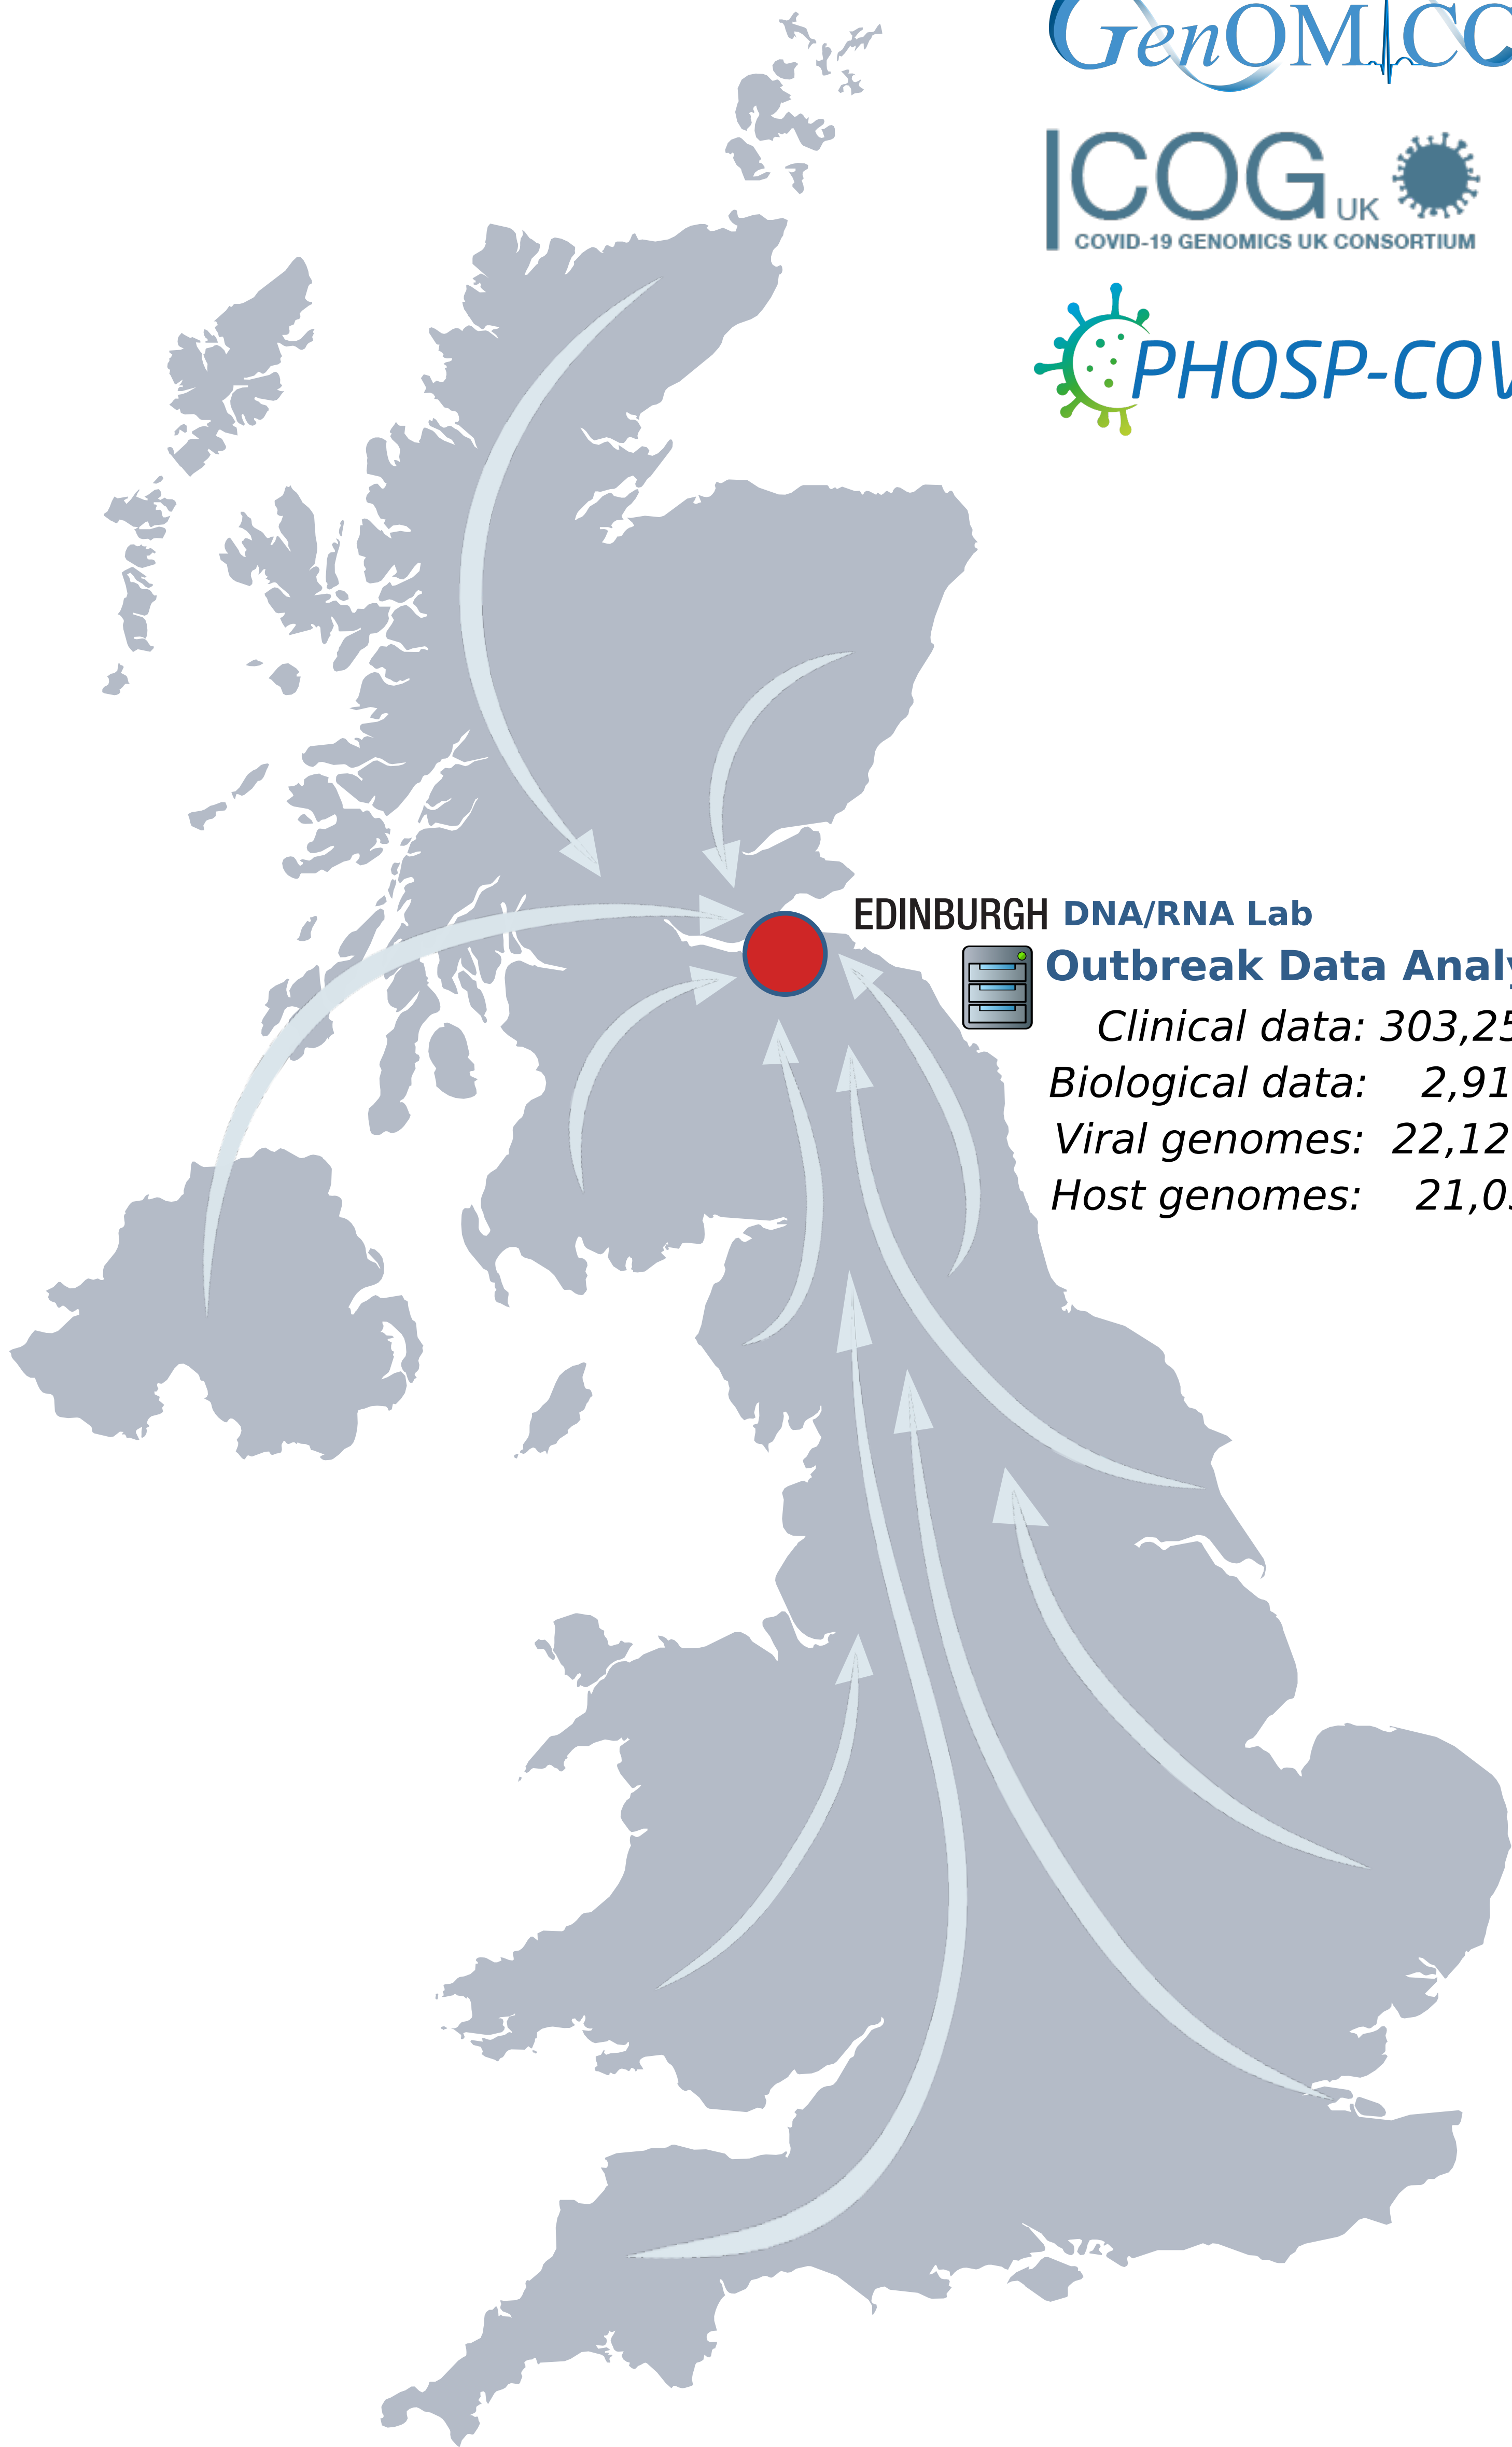 GenOMICC
COG UK
COVID-19 GENOMICS UK CONSORTIUM
PHOSP-COV
EDINBURGH DNA/RNA Lab
Outbreak Data Analy
Clinical data: 303,25
Biological data: 2,91
Viral genomes: 22,12
Host genomes: 21,0